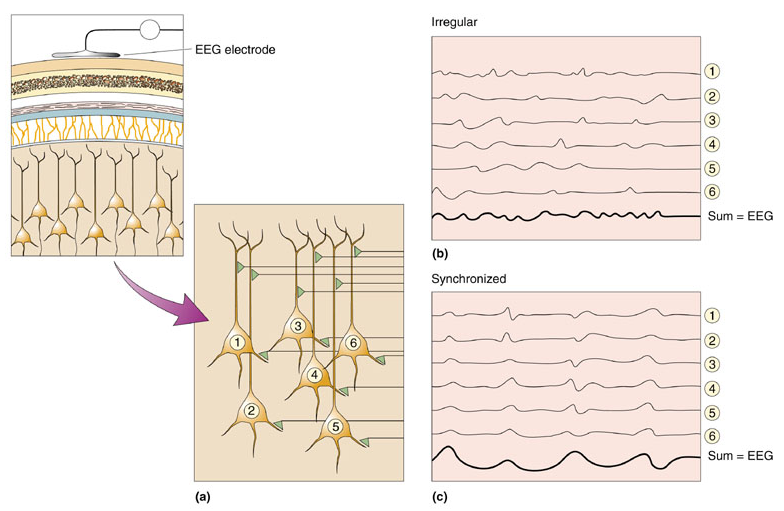 EEG electrode
1
2
3
4
5
6
(a)
Irregular
1
2
3
4
5
6
Sum = EEG
(b)
Synchronized
1
2
3
4
5
6
Sum = EEG
(c)